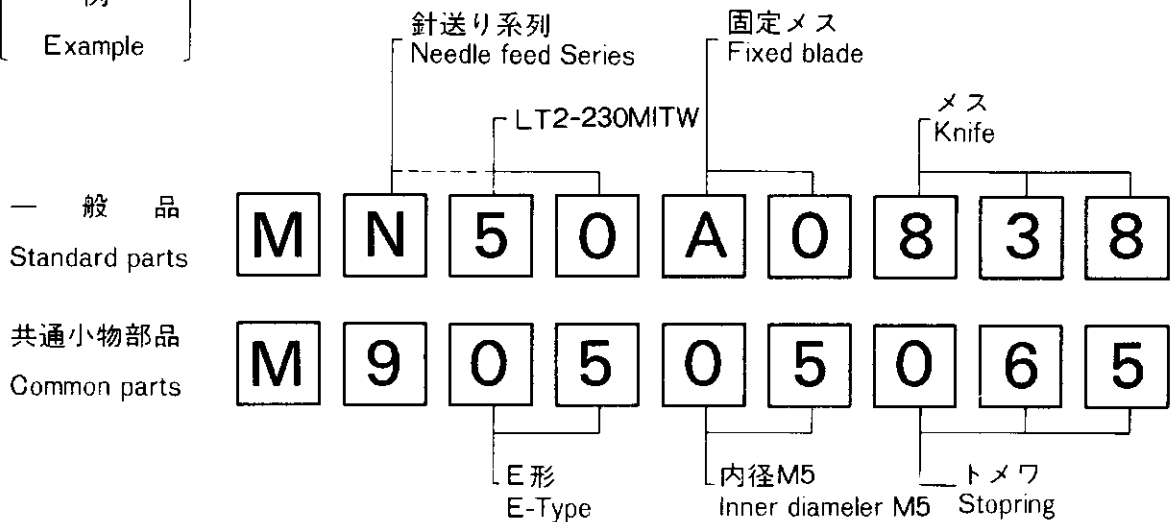 例
Example
針送り系列
Needle feed Series
固定メス
Fixed blade
LT2-230MITW
メス
Knife
一般品
Standard parts
M N 5 0 A 0 8 3 8
共通小物部品
Common parts
M 9 0 5 0 5 0 6 5
E形
E-Type
内径M5
Inner diameler M5
トメワ
Stopring